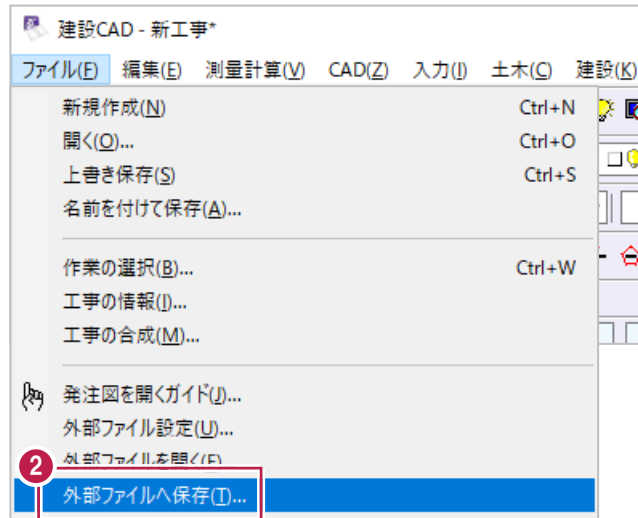 建設CAD - 新工事*
ファイル(F) 編集(E) 測量計算(V) CAD(Z) 入力(I) 土木(C) 建設(K)
新規作成(N) Ctrl+N
開く(O)... Ctrl+O
上書き保存(S) Ctrl+S
名前を付けて保存(A)...
作業の選択(B)... Ctrl+W
工事の情報(I)...
工事の合成(M)...
発注図を開くガイド(J)...
外部ファイル設定(U)...
外部ファイルを開く(F)...
2
外部ファイルへ保存(T)...